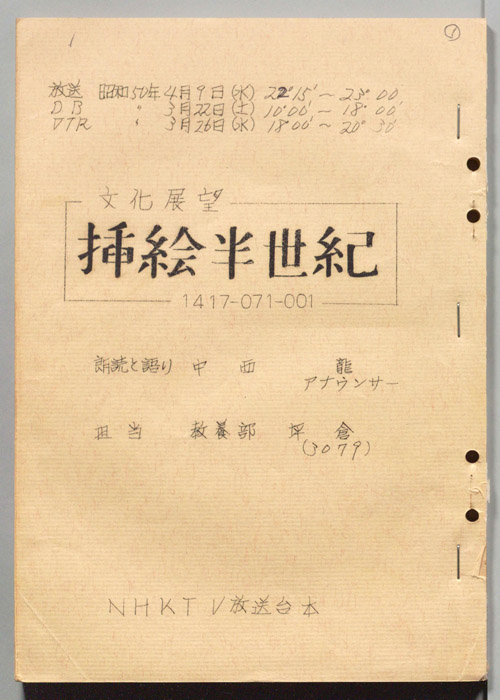 1
①
放送 昭和50年4月9日(水) 22°15'~23°00
DB 〃 3月22日(土) 10°00'~18°00'
VTR 〃 3月26日(水) 18°00'~20°30'
文化展望
挿絵半世紀
1417-071-001
朗読と語り 中西 龍
アナウンサー
担当 教養部 坪倉
(3079)
NHKTV放送台本